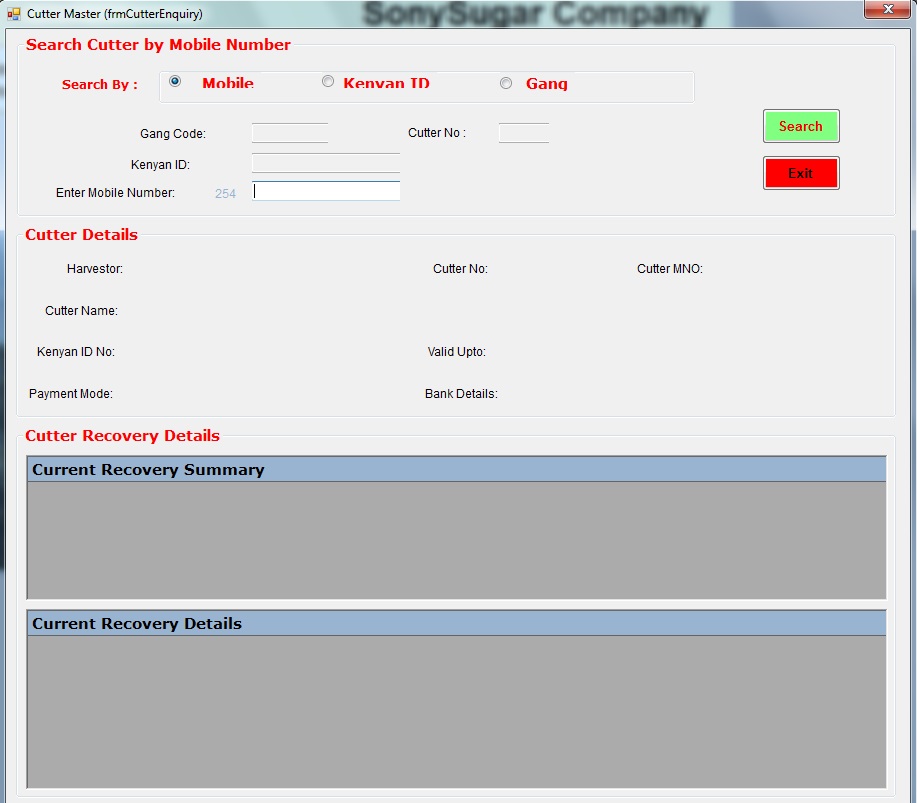 SonySugar Company
Cutter Master (frmCutterEnquiry)
Search Cutter by Mobile Number
Search By : Mobile Kenyan ID Gang
Gang Code: Cutter No : Search
Kenyan ID: Exit
Enter Mobile Number: 254
Cutter Details
Harvestor: Cutter No: Cutter MNO:
Cutter Name:
Kenyan ID No: Valid Upto:
Payment Mode: Bank Details:
Cutter Recovery Details
Current Recovery Summary
Current Recovery Details